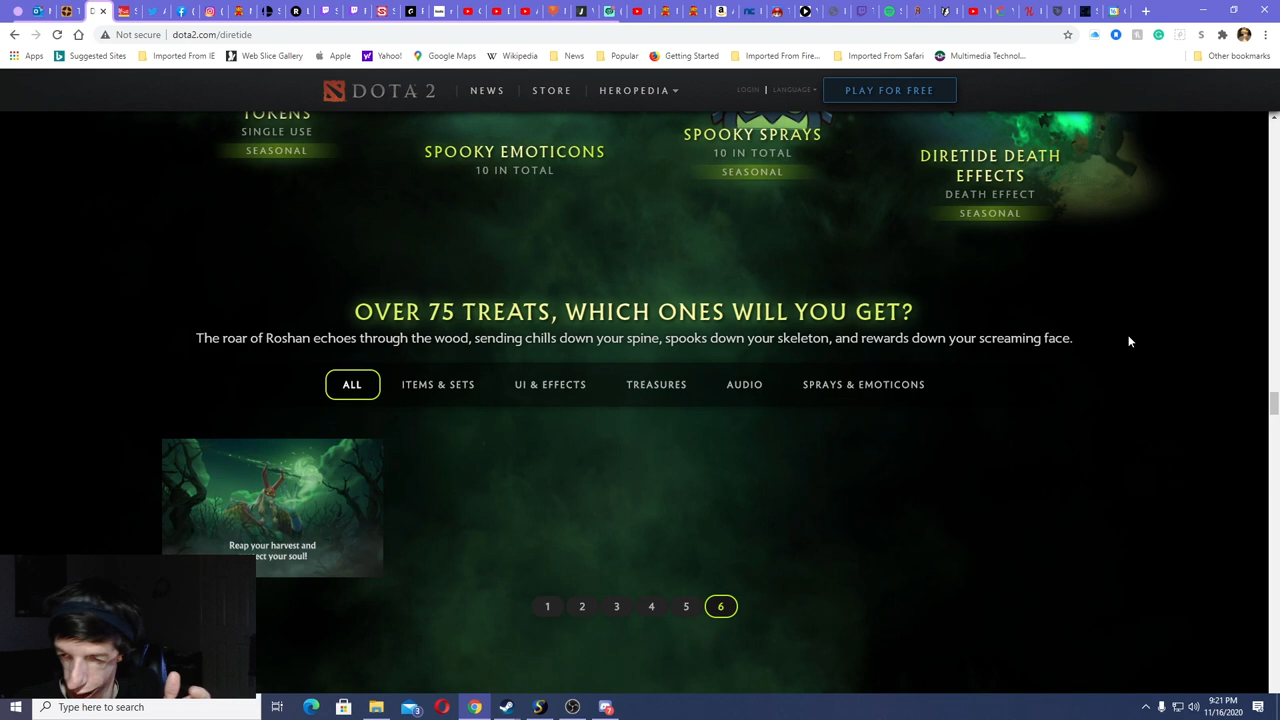 Not secure
dota2.com/diretide
Apps
Suggested Sites
Imported From IE
Web Slice Gallery
Apple
Yahoo!
Google Maps
Wikipedia
News
Popular
Getting Started
Imported From Fire...
Imported From Safari
Multimedia Technol...
Other bookmarks
DOTA 2
NEWS
STORE
HEROPEDIA
LOGIN
LANGUAGE
PLAY FOR FREE
TOKENS
SINGLE USE
SEASONAL
SPOOKY EMOTICONS
10 IN TOTAL
SPOOKY SPRAYS
10 IN TOTAL
SEASONAL
DIRETIDE DEATH
EFFECTS
DEATH EFFECT
SEASONAL
OVER 75 TREATS, WHICH ONES WILL YOU GET?
The roar of Roshan echoes through the wood, sending chills down your spine, spooks down your skeleton, and rewards down your screaming face.
ALL
ITEMS & SETS
UI & EFFECTS
TREASURES
AUDIO
SPRAYS & EMOTICONS
Reap your harvest and
ect your soul!
1 2 3 4 5 6
Type here to search
9:21 PM
11/16/2020